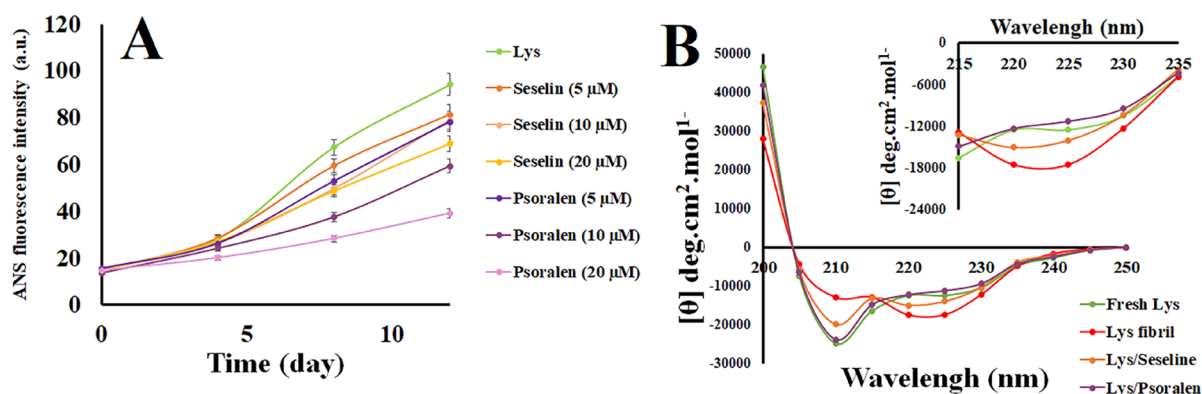 A
ANS fluorescence intensity (a.u.)
120
100
80
60
40
20
0
0
5
10
Time (day)
Lys
Seselin (5 µM)
Seselin (10 µM)
Seselin (20 µM)
Psoralen (5 µM)
Psoralen (10 µM)
Psoralen (20 µM)
B
[θ] deg.cm².mol¹⁻
50000
40000
30000
20000
10000
0
-10000
-20000
-30000
200
210
220
230
240
250
Wavelengh (nm)
Fresh Lys
Lys fibril
Lys/Seseline
Lys/Psoralen
Wavelengh (nm)
215
220
225
230
235
0
-6000
-12000
-18000
-24000
[θ] deg.cm².mol¹⁻